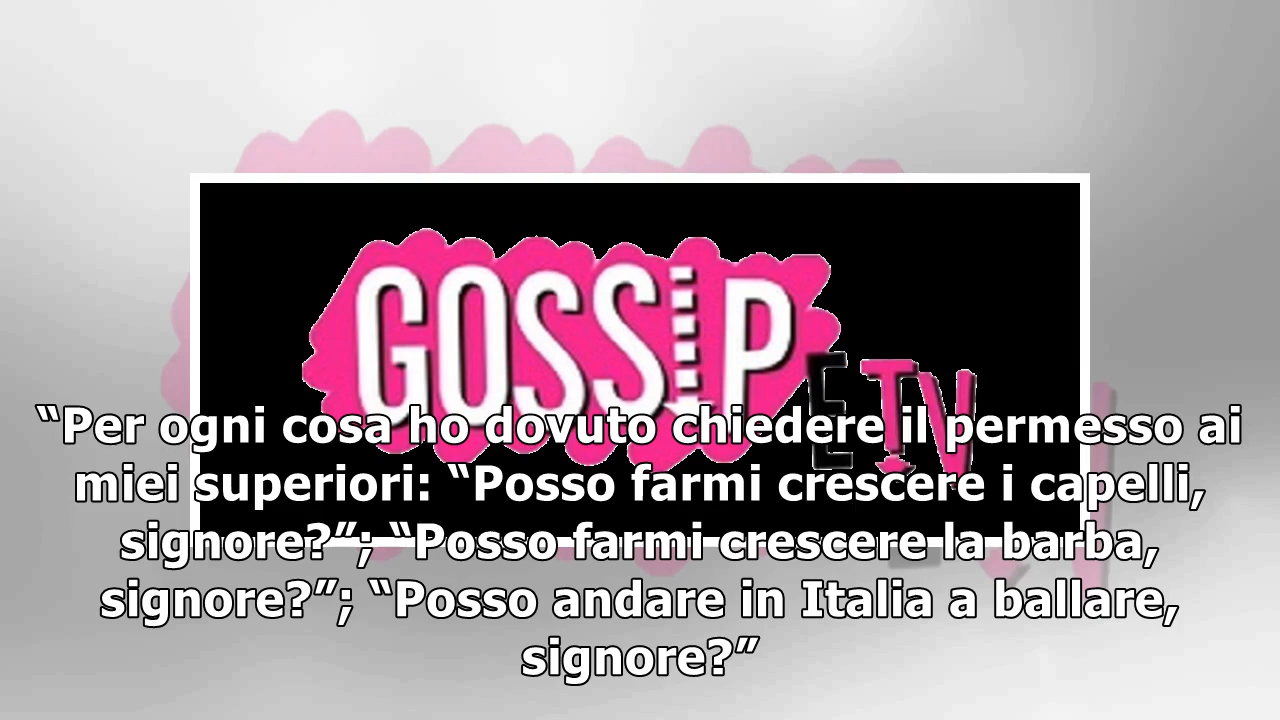 GOSSIP
E TV
“Per ogni cosa ho dovuto chiedere il permesso ai
miei superiori: “Posso farmi crescere i capelli,
signore?”; “Posso farmi crescere la barba,
signore?”; “Posso andare in Italia a ballare,
signore?”